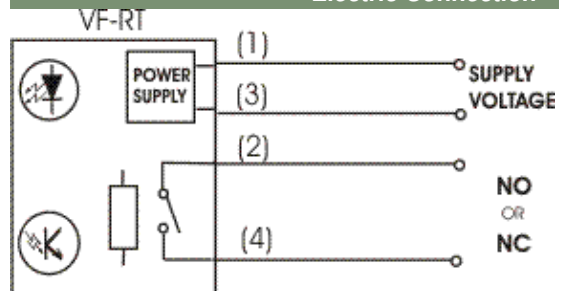 Electric Connection
VF-RT
(1)
POWER
SUPPLY
SUPPLY
VOLTAGE
(3)
(2)
NO
OR
NC
(4)